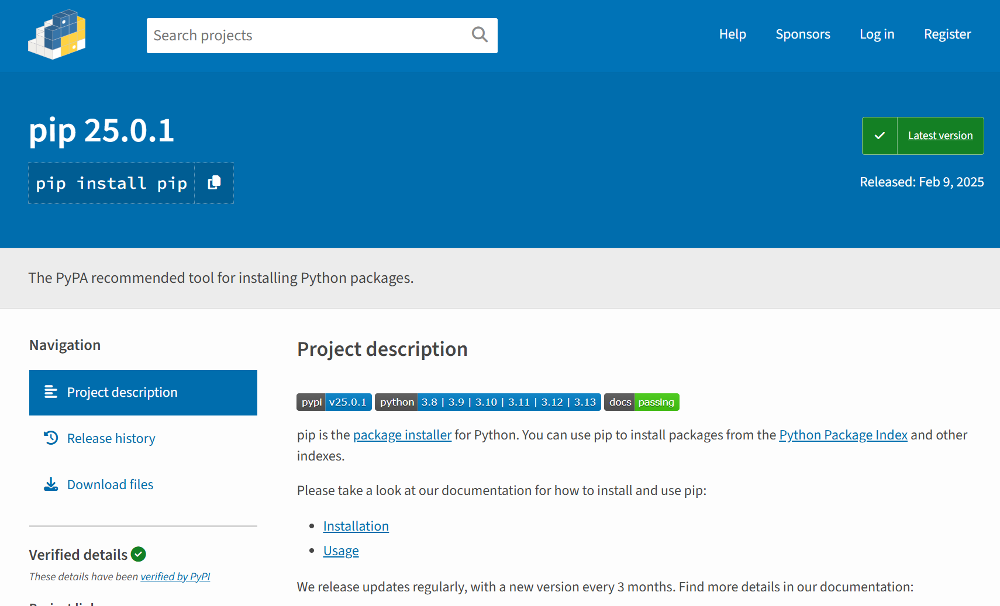 Search projects
Help
Sponsors
Log in
Register
pip 25.0.1
Latest version
pip install pip
Released: Feb 9, 2025
The PyPA recommended tool for installing Python packages.
Navigation
Project description
Release history
Download files
Verified details
These details have been verified by PyPI
Project description
pypi v25.0.1
python 3.8 | 3.9 | 3.10 | 3.11 | 3.12 | 3.13
docs passing
pip is the package installer for Python. You can use pip to install packages from the Python Package Index and other
indexes.
Please take a look at our documentation for how to install and use pip:
Installation
Usage
We release updates regularly, with a new version every 3 months. Find more details in our documentation: